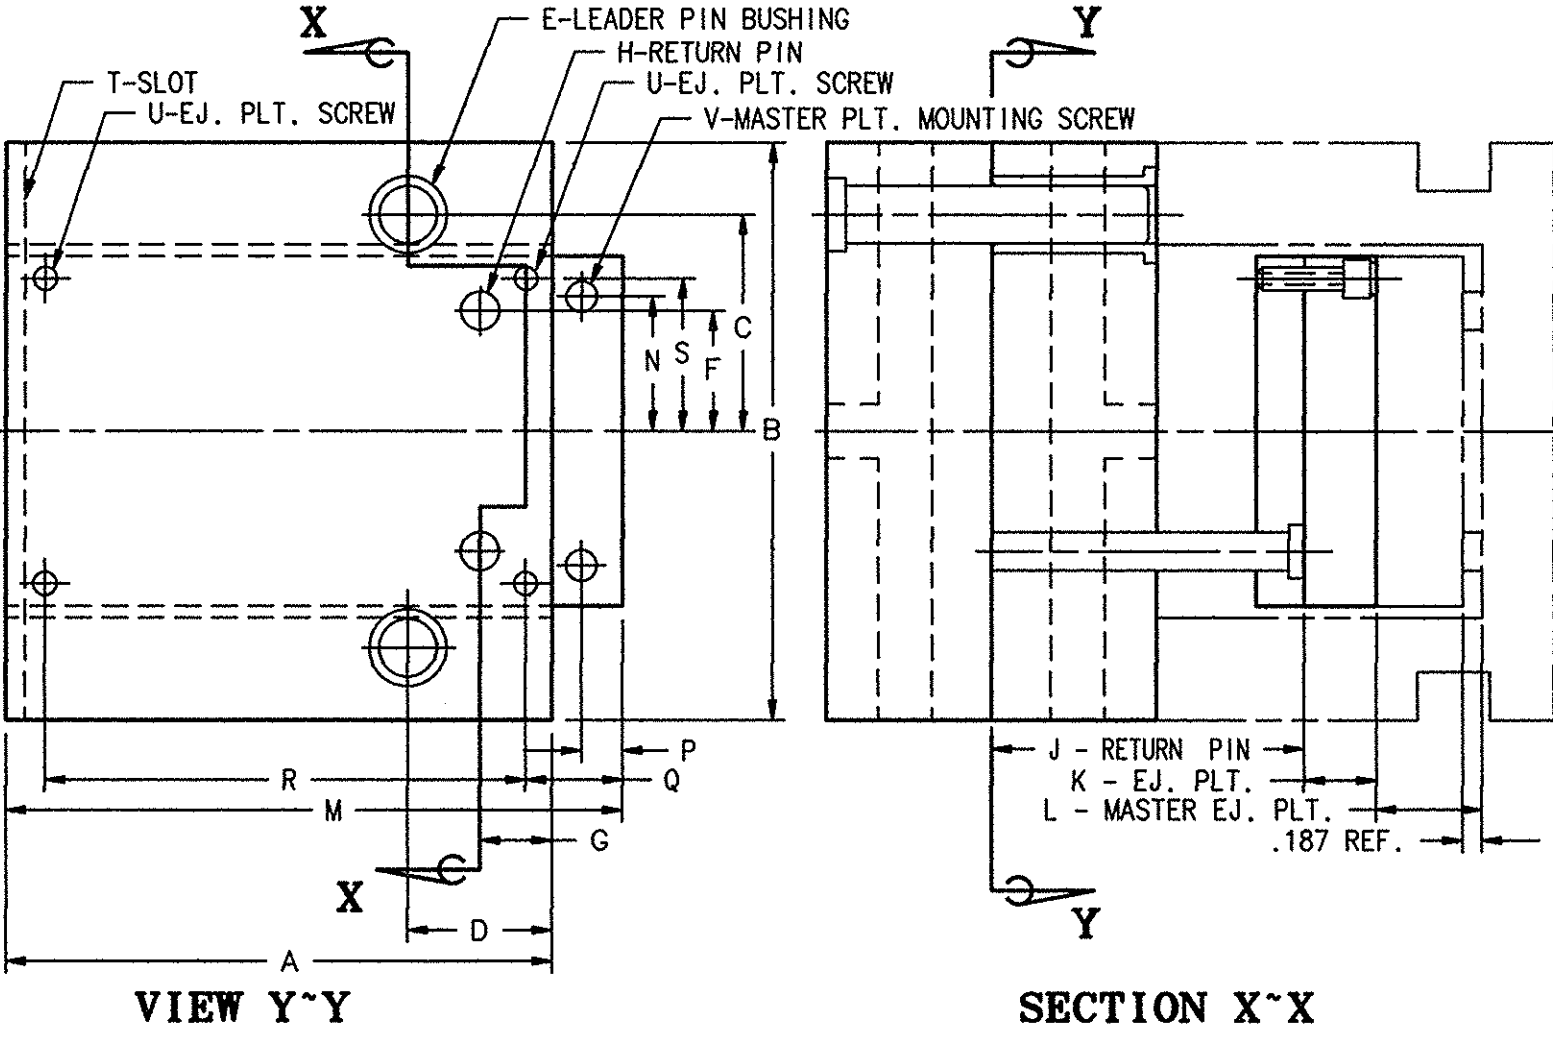 X
E-LEADER PIN BUSHING
Y
H-RETURN PIN
T-SLOT
U-EJ. PLT. SCREW
U-EJ. PLT. SCREW
V-MASTER PLT. MOUNTING SCREW
C
N
S
F
B
P
J - RETURN PIN
R
Q
K - EJ. PLT.
M
L - MASTER EJ. PLT.
G
.187 REF.
X
Y
D
A
VIEW Y~Y
SECTION X~X